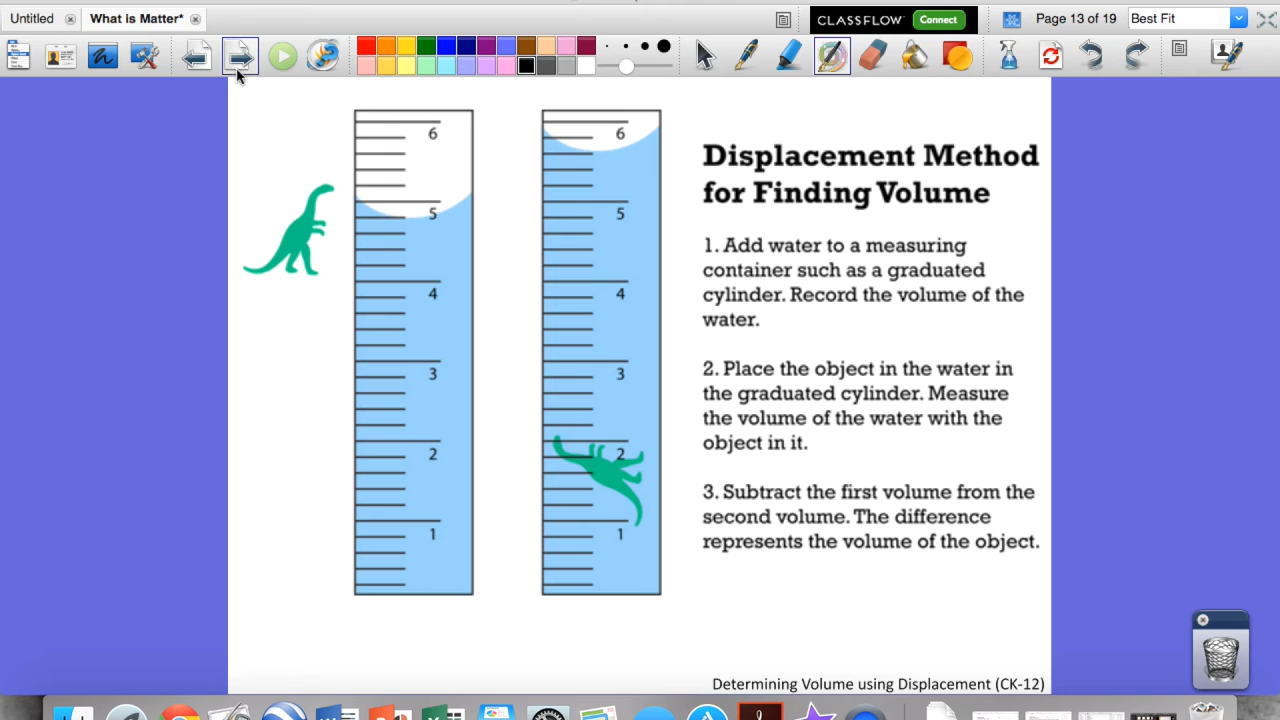 Untitled
What is Matter*
CLASSFLOW Connect
Page 13 of 19
Best Fit
6
5
4
3
2
1
6
5
4
3
2
1
Displacement Method
for Finding Volume
1. Add water to a measuring
container such as a graduated
cylinder. Record the volume of the
water.
2. Place the object in the water in
the graduated cylinder. Measure
the volume of the water with the
object in it.
3. Subtract the first volume from the
second volume. The difference
represents the volume of the object.
Determining Volume using Displacement (CK-12)